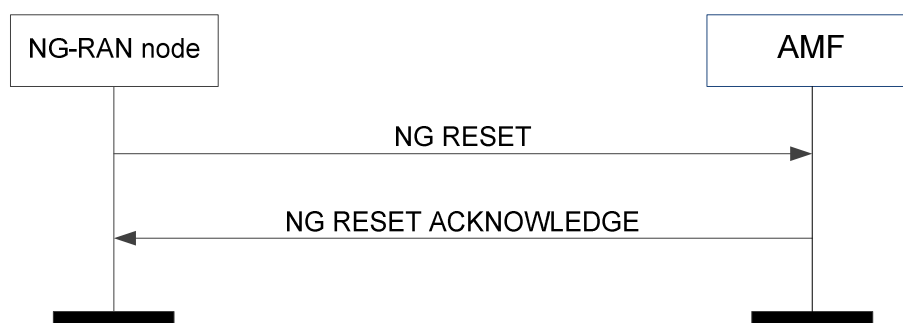 NG-RAN node
AMF
NG RESET
NG RESET ACKNOWLEDGE